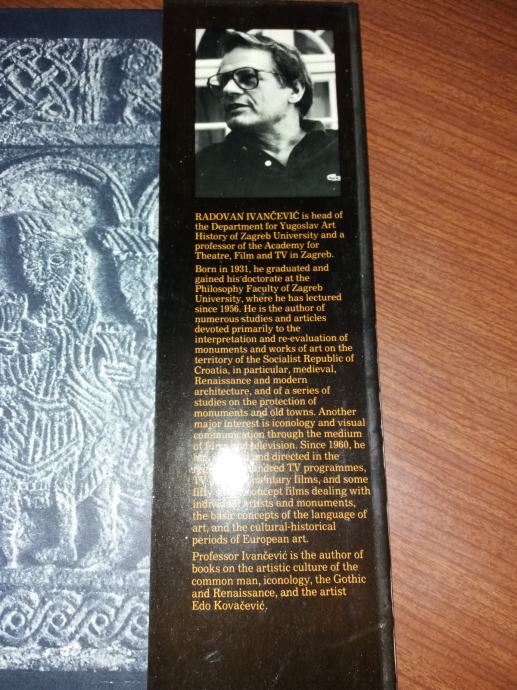 RADOVAN IVANČEVIĆ is head of
the Department for Yugoslav Art
History of Zagreb University and a
professor of the Academy for
Theatre, Film and TV in Zagreb.
Born in 1931, he graduated and
gained his doctorate at the
Philosophy Faculty of Zagreb
University, where he has lectured
since 1956. He is the author of
numerous studies and articles
devoted primarily to the
interpretation and re-evaluation of
monuments and works of art on the
territory of the Socialist Republic of
Croatia, in particular, medieval,
Renaissance and modern
architecture, and of a series of
studies on the protection of
monuments and old towns. Another
major interest is iconology and visual
communication through the medium
of film and television. Since 1960, he
and directed in the
hundred TV programmes,
TV documentary films, and some
fifty concept films dealing with
individual artists and monuments,
the basic concepts of the language of
art, and the cultural-historical
periods of European art.
Professor Ivančević is the author of
books on the artistic culture of the
common man, iconology, the Gothic
and Renaissance, and the artist
Edo Kovačević.